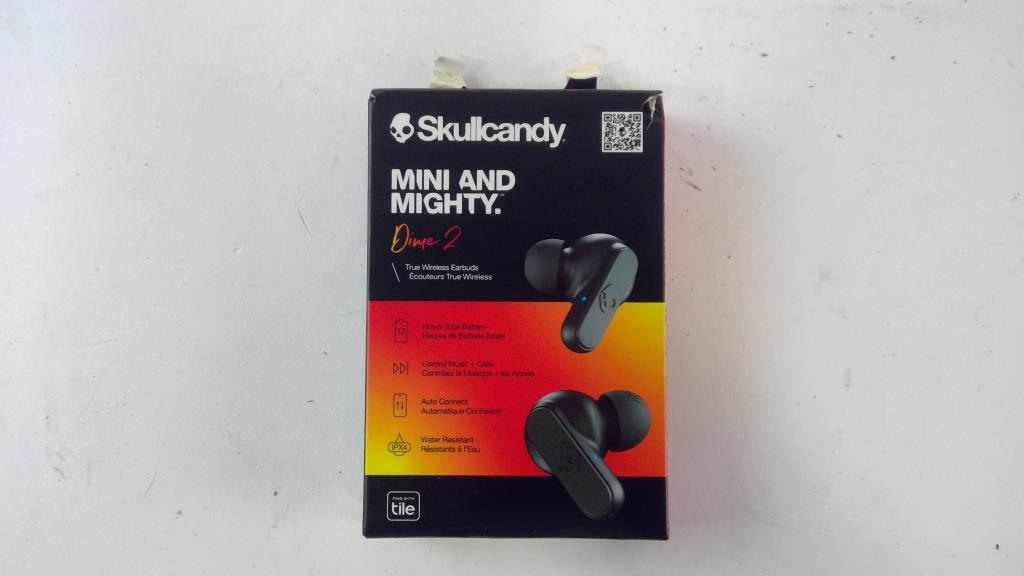 Skullcandy
MINI AND
MIGHTY.™
Dime 2
True Wireless Earbuds
Écouteurs True Wireless
12
Hours Total Battery
Heures de Batterie Totale
Control Music + Calls
Contrôlez la Musique + les Appels
Auto Connect
Automatique Connexion
IPX4
Water Resistant
Résistants à l'Eau
FIND WITH
tile